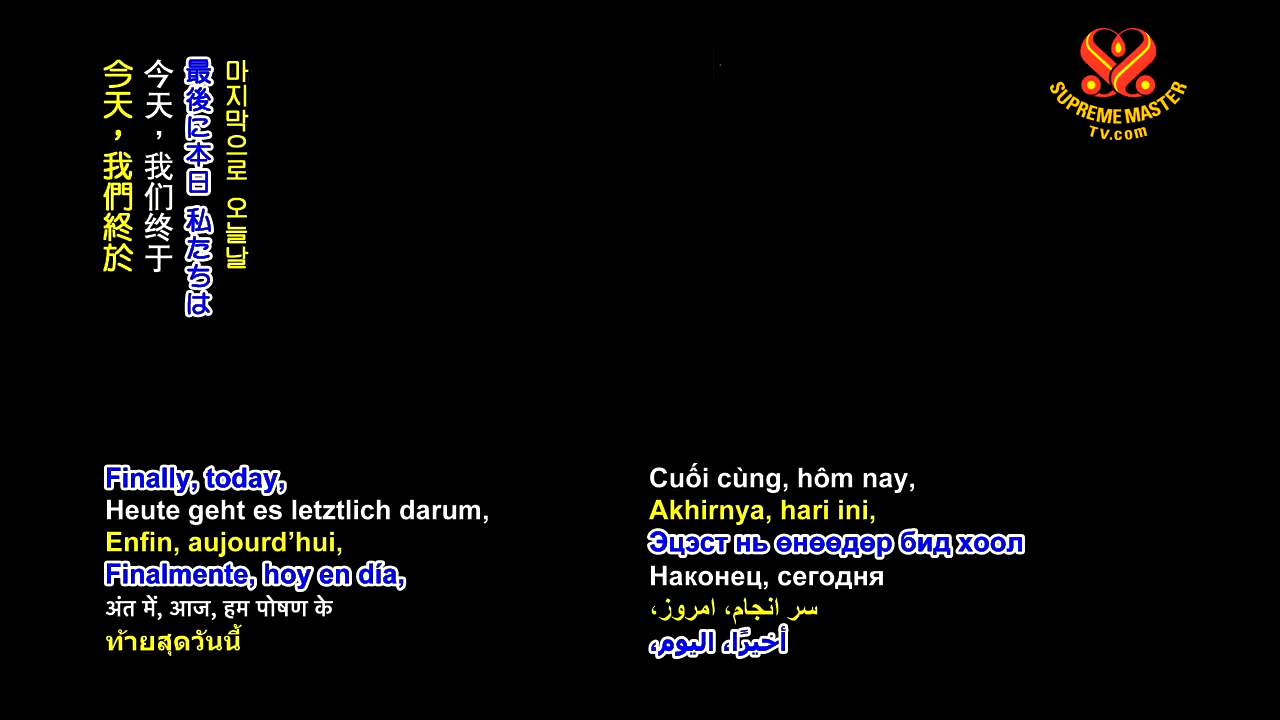 마지막으로 오늘날
最後に本日 私たちは
今天，我们终于
今天，我們終於
SUPREME MASTER
TV.com
Finally, today,
Heute geht es letztlich darum,
Enfin, aujourd’hui,
Finalmente, hoy en día,
अंत में, आज, हम पोषण के
ท้ายสุดวันนี้
Cuối cùng, hôm nay,
Akhirnya, hari ini,
Эцэст нь өнөөдөр бид хоол
Наконец, сегодня
سر انجام، امروز،
أخيرًا، اليوم،